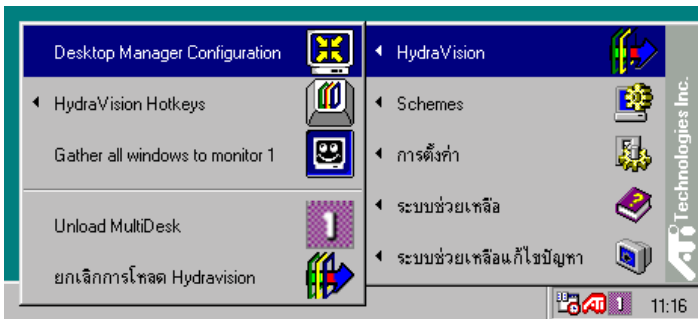 Desktop Manager Configuration
HydraVision Hotkeys
Gather all windows to monitor 1
Unload MultiDesk
ยกเลิกการโหลด Hydravision
HydraVision
Schemes
การตั้งค่า
ระบบช่วยเหลือ
ระบบช่วยเหลือแก้ไขปัญหา
ATi Technologies Inc.
ATI
1
11:16